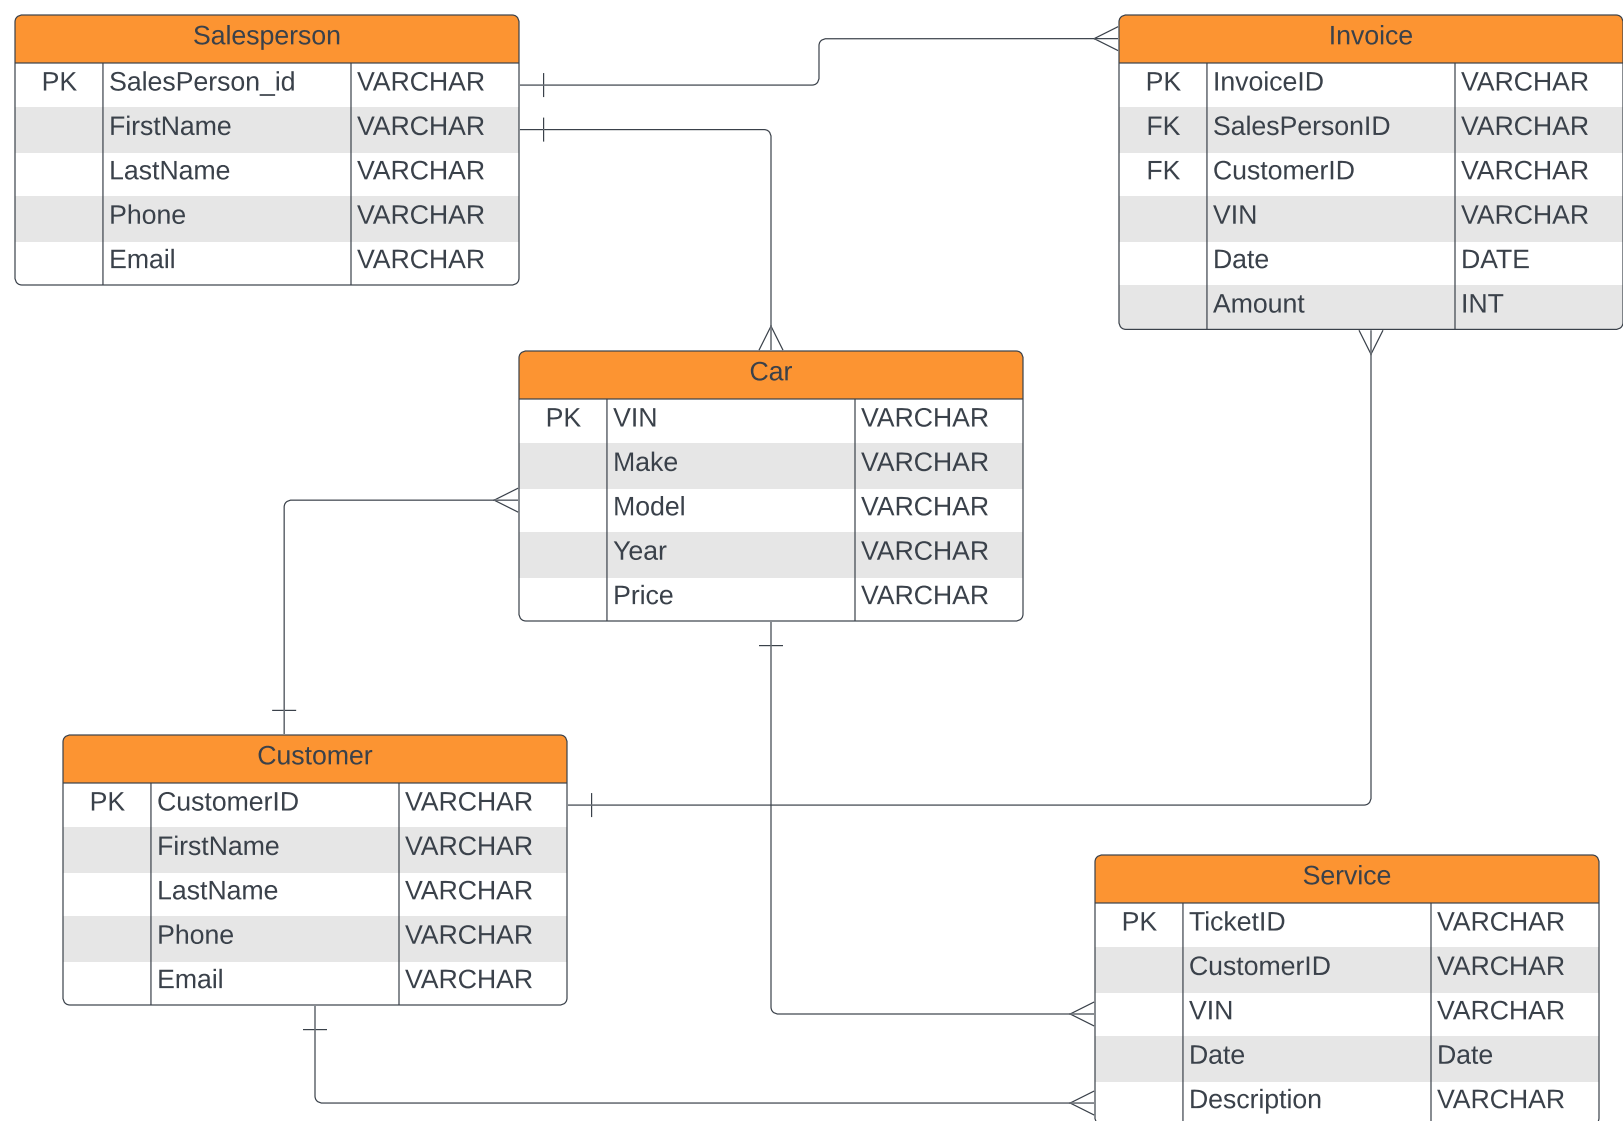 Salesperson
PK SalesPerson_id VARCHAR
FirstName VARCHAR
LastName VARCHAR
Phone VARCHAR
Email VARCHAR
Invoice
PK InvoiceID VARCHAR
FK SalesPersonID VARCHAR
FK CustomerID VARCHAR
VIN VARCHAR
Date DATE
Amount INT
Car
PK VIN VARCHAR
Make VARCHAR
Model VARCHAR
Year VARCHAR
Price VARCHAR
Customer
PK CustomerID VARCHAR
FirstName VARCHAR
LastName VARCHAR
Phone VARCHAR
Email VARCHAR
Service
PK TicketID VARCHAR
CustomerID VARCHAR
VIN VARCHAR
Date Date
Description VARCHAR